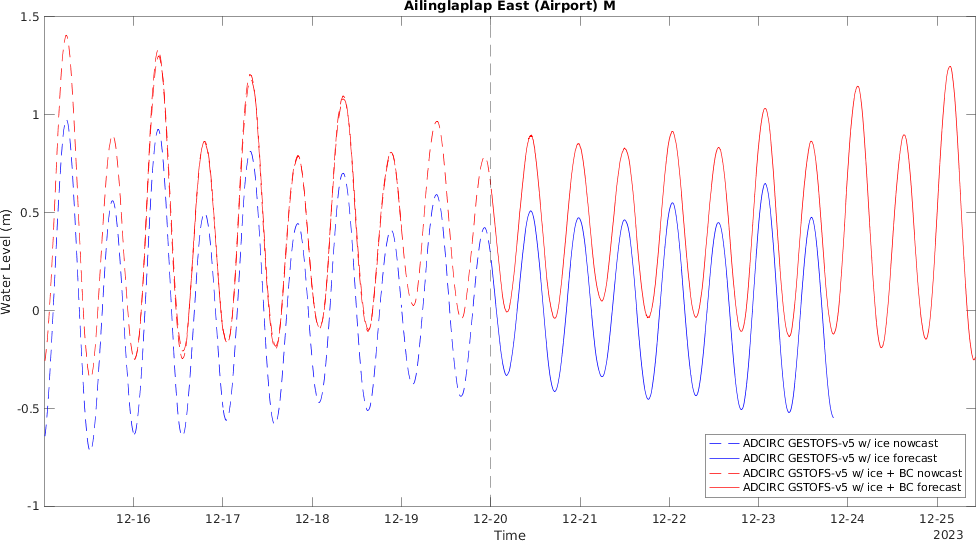 Ailinglaplap East (Airport) M
1.5
1
0.5
0
-0.5
-1
Water Level (m)
12-16 12-17 12-18 12-19 12-20 12-21 12-22 12-23 12-24 12-25
Time
2023
ADCIRC GESTOFS-v5 w/ ice nowcast
ADCIRC GESTOFS-v5 w/ ice forecast
ADCIRC GSTOFS-v5 w/ ice + BC nowcast
ADCIRC GSTOFS-v5 w/ ice + BC forecast